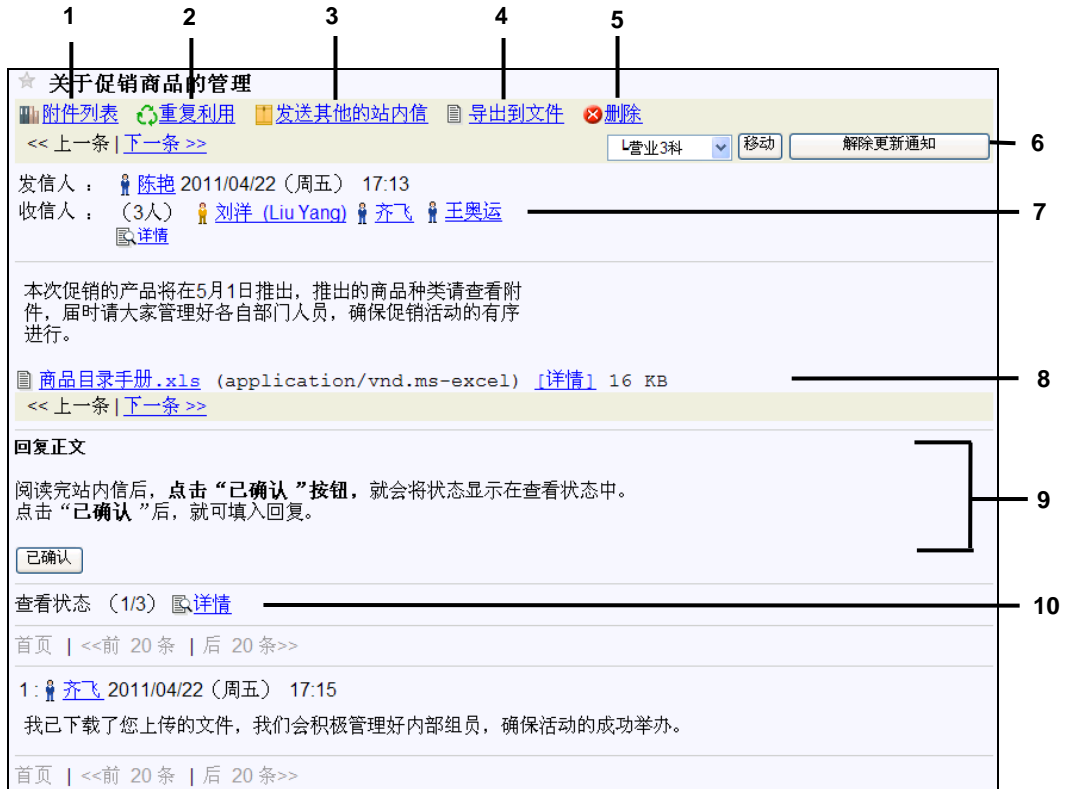 1 2 3 4 5
关于促销商品的管理
附件列表 重复利用 发送其他的站内信 导出到文件 删除
<< 上一条 | 下一条 >> └营业3科 移动 解除更新通知 6
发信人 ： 陈艳 2011/04/22（周五） 17:13
收信人 ： （3人） 刘洋 (Liu Yang) 齐飞 王奥运 7
详情
本次促销的产品将在5月1日推出，推出的商品种类请查看附
件，届时请大家管理好各自部门人员，确保促销活动的有序
进行。
商品目录手册.xls (application/vnd.ms-excel) [详情] 16 KB 8
<< 上一条 | 下一条 >>
回复正文
阅读完站内信后，点击“已确认”按钮，就会将状态显示在查看状态中。
点击“已确认”后，就可填入回复。 9
已确认
查看状态 （1/3） 详情 10
首页 | <<前 20 条 | 后 20 条>>
1 : 齐飞 2011/04/22（周五） 17:15
我已下载了您上传的文件，我们会积极管理好内部组员，确保活动的成功举办。
首页 | <<前 20 条 | 后 20 条>>